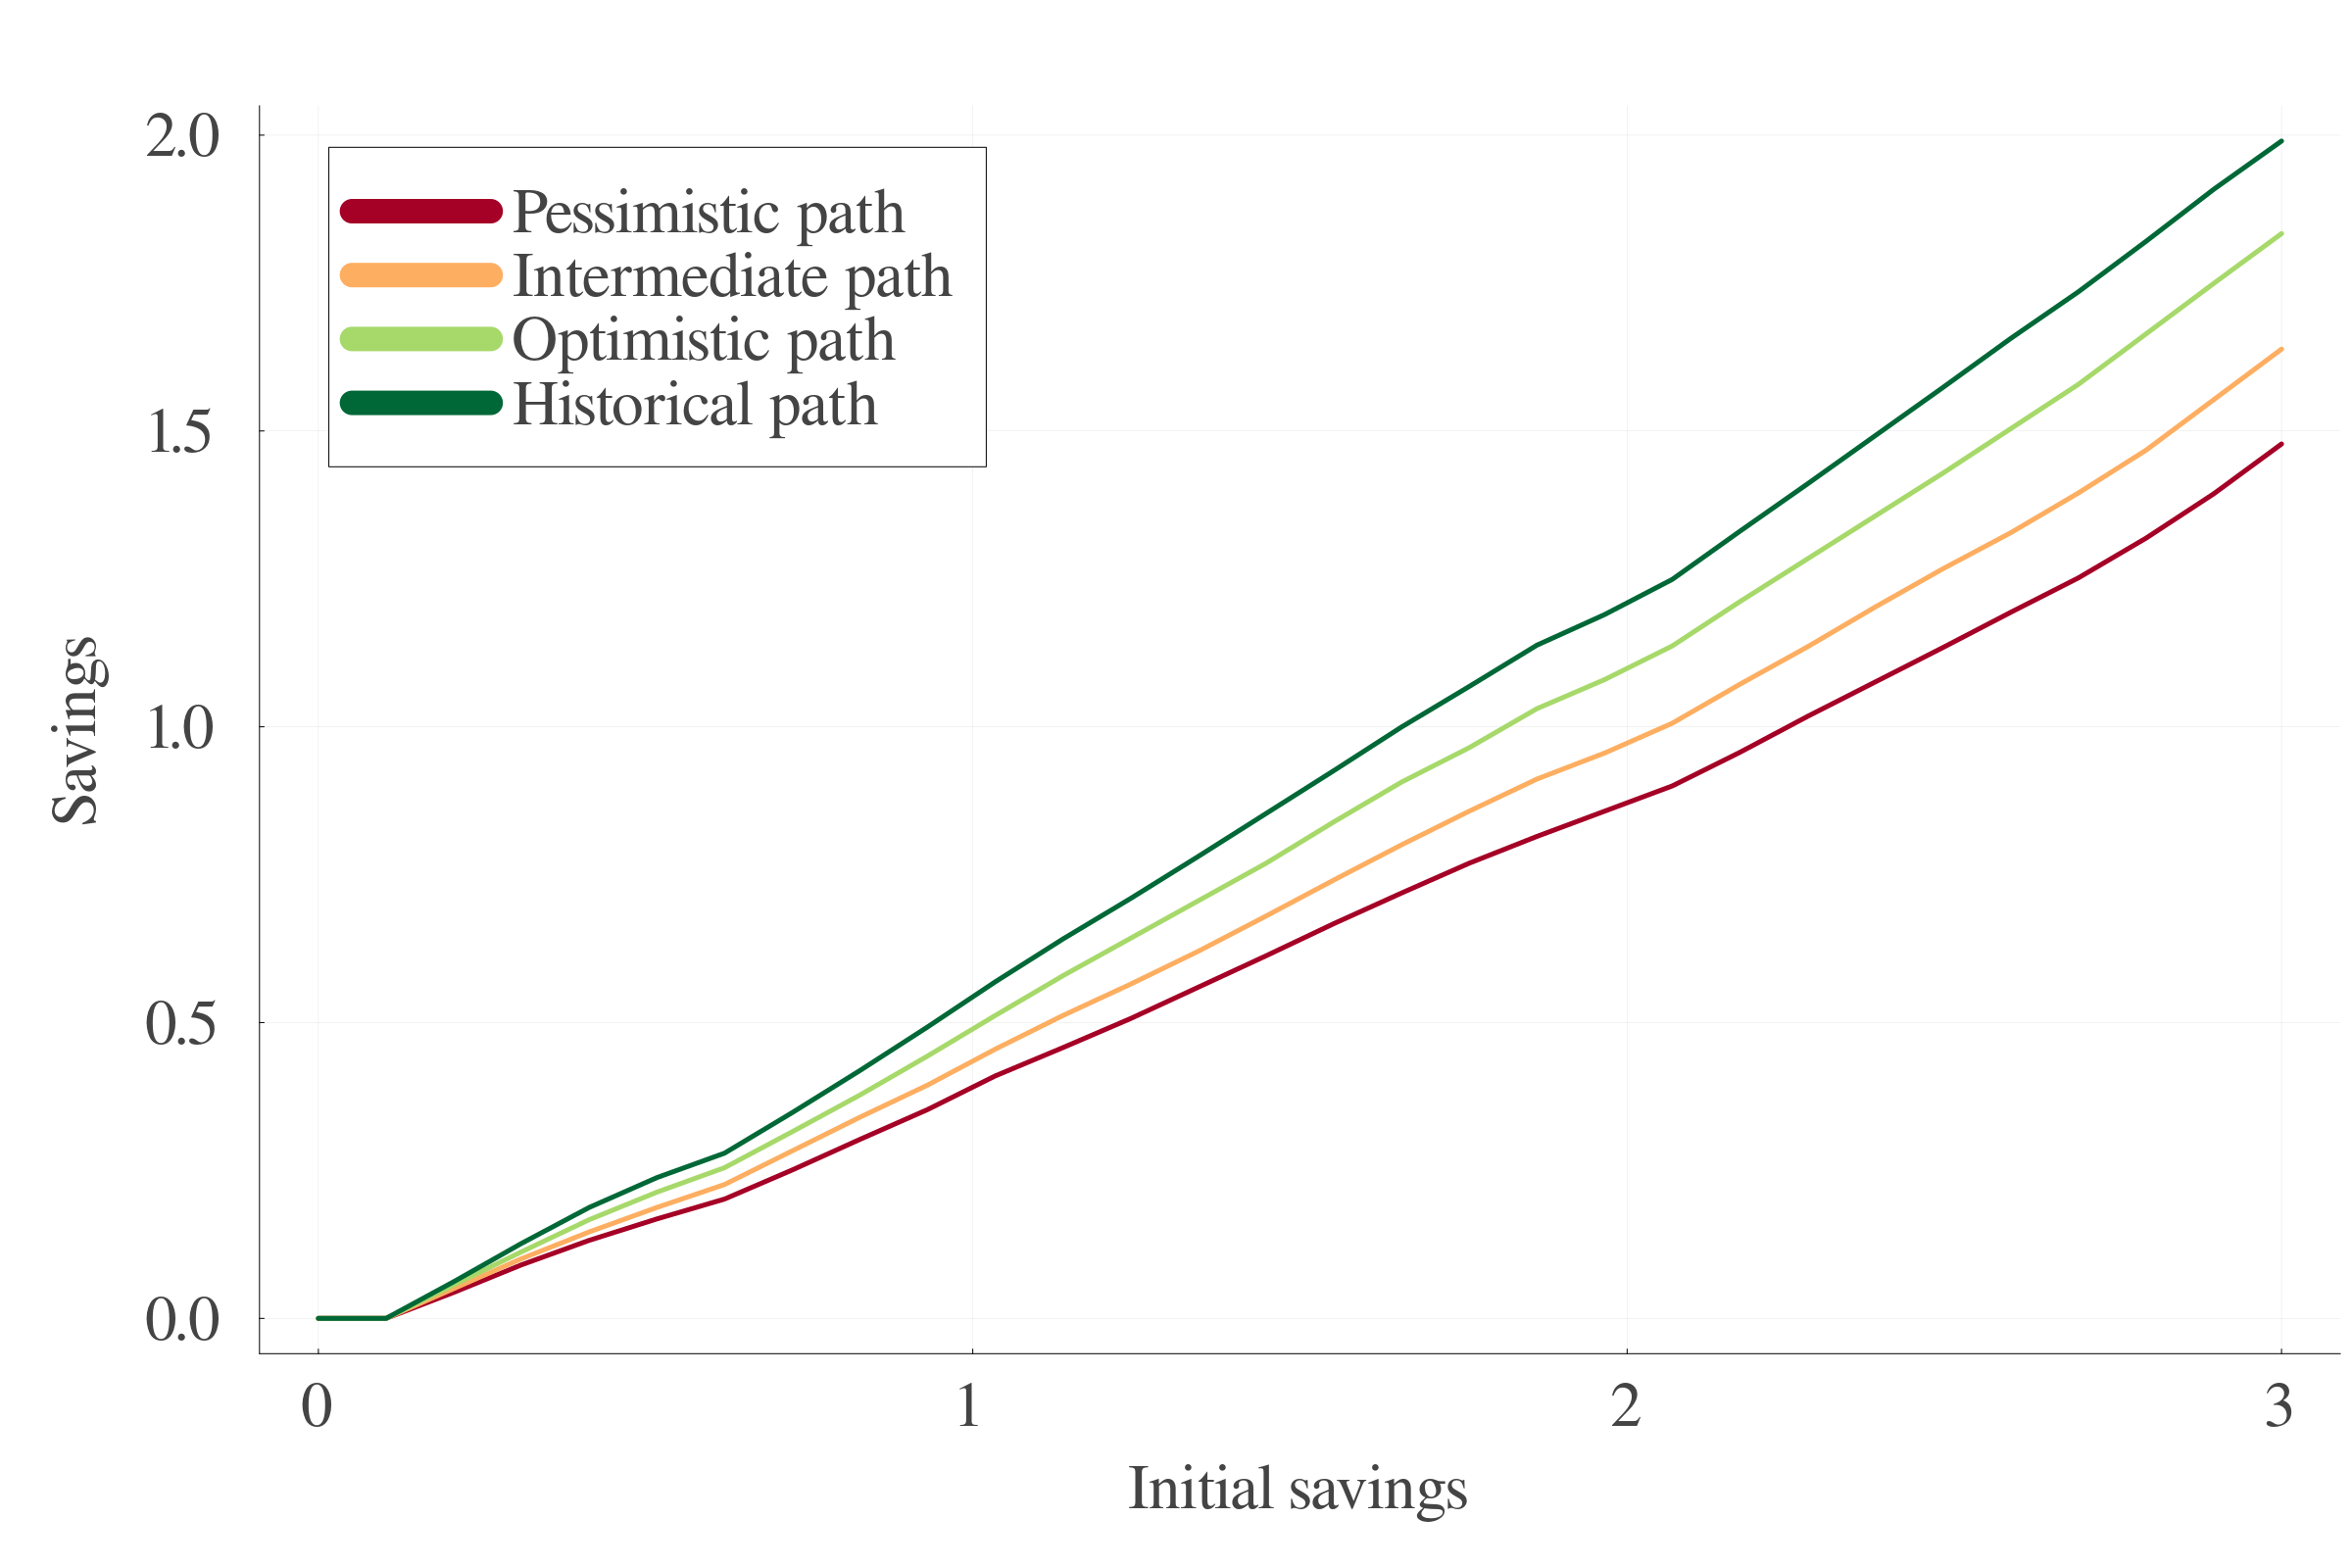 2.0
Pessimistic path
Intermediate path
Optimistic path
Historical path
1.5
1.0
0.5
0.0
Savings
0 1 2 3
Initial savings